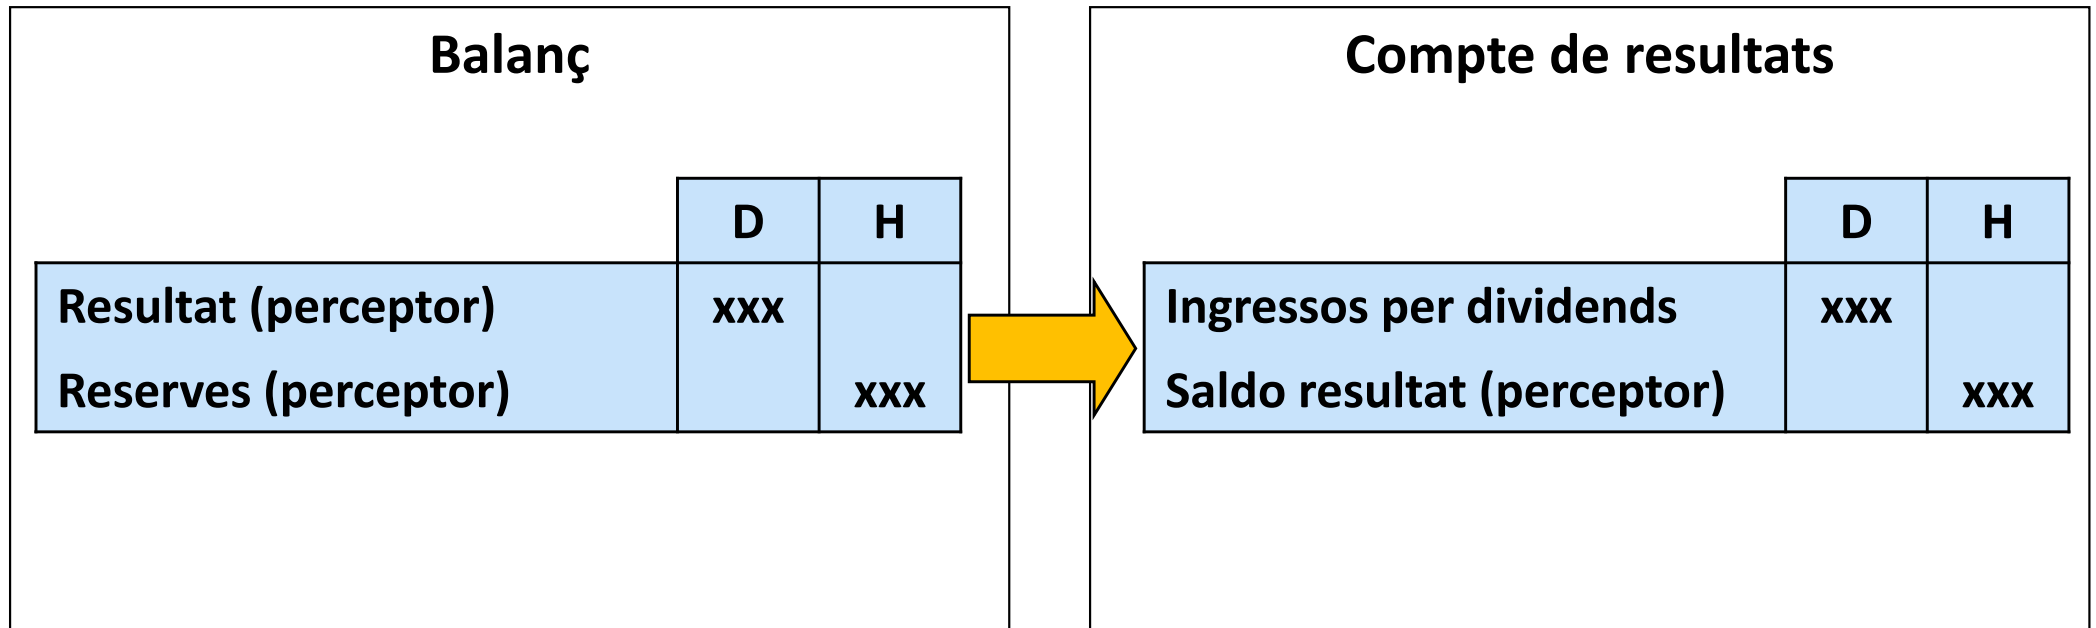 Balanç
D H
Resultat (perceptor) xxx
Reserves (perceptor) xxx
Compte de resultats
D H
Ingressos per dividends xxx
Saldo resultat (perceptor) xxx